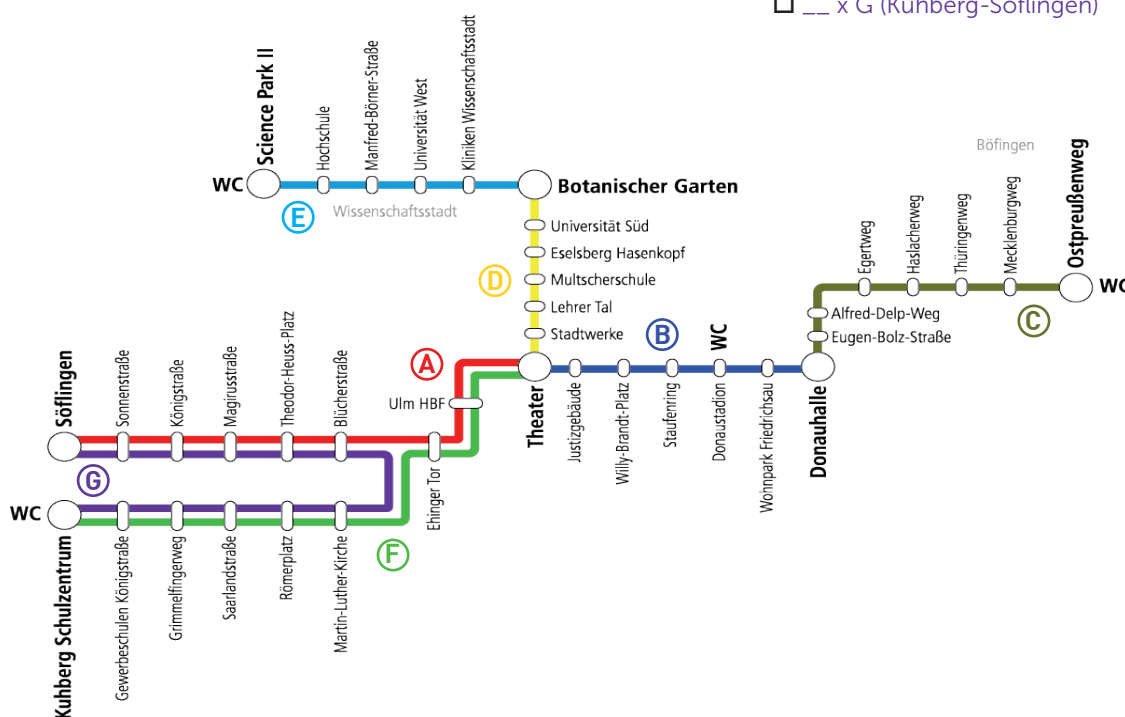 __ x G (Kuhberg-Söflingen)
Science Park II
Hochschule
Manfred-Börner-Straße
Universität West
Kliniken Wissenschaftsstadt
WC
Botanischer Garten
E
Wissenschaftsstadt
Universität Süd
Eselsberg Hasenkopf
D
Multscherschule
Lehrer Tal
Stadtwerke
Böfingen
Egertweg
Haslacherweg
Thüringenweg
Mecklenburgweg
Ostpreußenweg
WC
C
Alfred-Delp-Weg
Eugen-Bolz-Straße
B
WC
A
Söflingen
Sonnenstraße
Königstraße
Magirusstraße
Theodor-Heuss-Platz
Blücherstraße
Ulm HBF
Ehinger Tor
Theater
Justizgebäude
Willy-Brandt-Platz
Staufenring
Donaustadion
Wohnpark Friedrichsau
Donauhalle
G
WC
F
Kuhberg Schulzentrum
Gewerbeschulen Königstraße
Grimmelfingerweg
Saarlandstraße
Römerplatz
Martin-Luther-Kirche